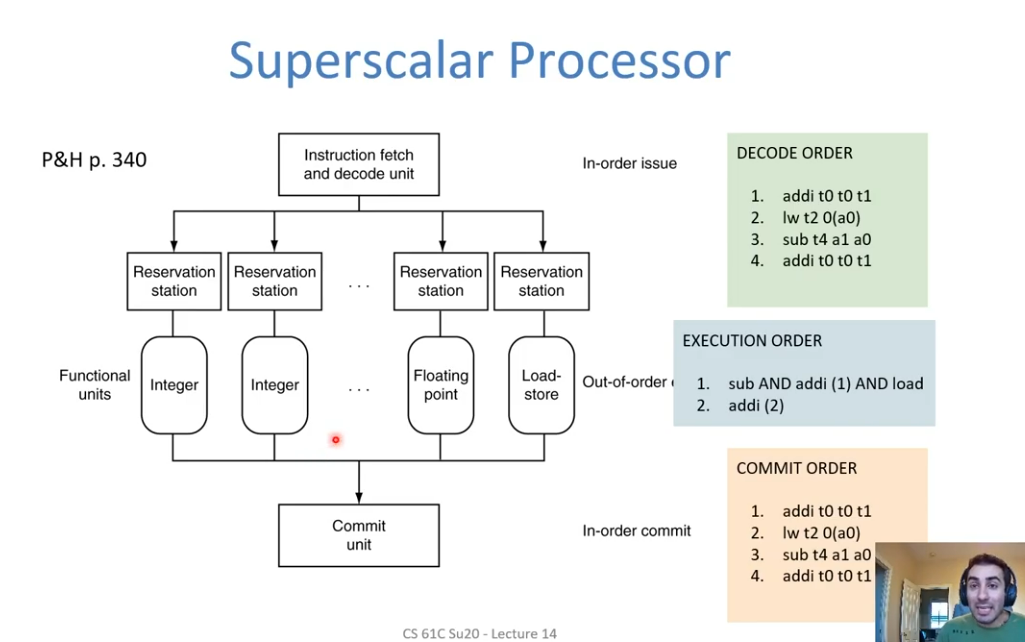 Superscalar Processor
P&H p. 340
Instruction fetch
and decode unit
In-order issue
Reservation
station
Reservation
station
. . .
Reservation
station
Reservation
station
Functional
units
Integer
Integer
. . .
Floating
point
Load-
store
Out-of-order
Commit
unit
In-order commit
DECODE ORDER
1. addi t0 t0 t1
2. lw t2 0(a0)
3. sub t4 a1 a0
4. addi t0 t0 t1
EXECUTION ORDER
1. sub AND addi (1) AND load
2. addi (2)
COMMIT ORDER
1. addi t0 t0 t1
2. lw t2 0(a0)
3. sub t4 a1 a0
4. addi t0 t0 t1
CS 61C Su20 - Lecture 14